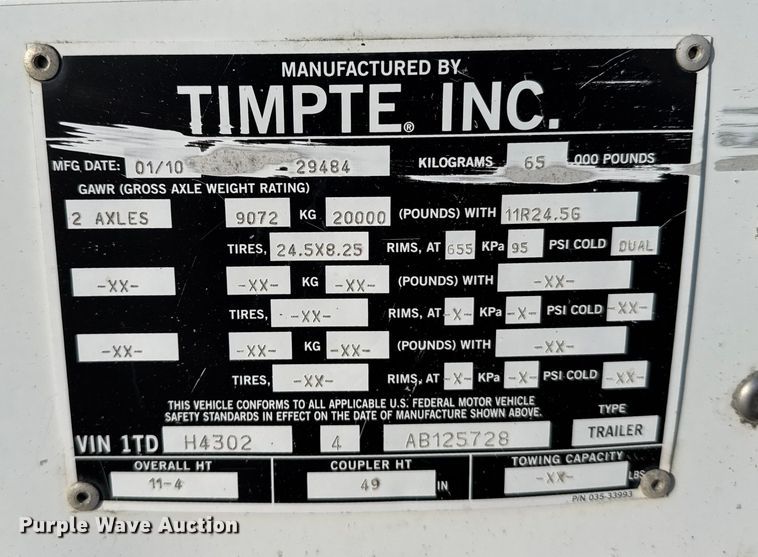 MANUFACTURED BY
TIMPTE® INC.
MFG DATE: 01/10 29484 KILOGRAMS 65 ,000 POUNDS
GAWR (GROSS AXLE WEIGHT RATING)
2 AXLES 9072 KG 20000 (POUNDS) WITH 11R24.5G
TIRES, 24.5X8.25 RIMS, AT 655 KPa 95 PSI COLD DUAL
-XX- -XX- KG -XX- (POUNDS) WITH -XX-
TIRES, -XX- RIMS, AT -X- KPa -X- PSI COLD -XX-
-XX- -XX- KG -XX- (POUNDS) WITH -XX-
TIRES, -XX- RIMS, AT -X- KPa -X- PSI COLD -XX-
THIS VEHICLE CONFORMS TO ALL APPLICABLE U.S. FEDERAL MOTOR VEHICLE
SAFETY STANDARDS IN EFFECT ON THE DATE OF MANUFACTURE SHOWN ABOVE.
TYPE
VIN 1TD H4302 4 AB125728 TRAILER
OVERALL HT COUPLER HT TOWING CAPACITY
11-4 49 IN -XX- LBS
P/N 035-33993
Purple Wave Auction